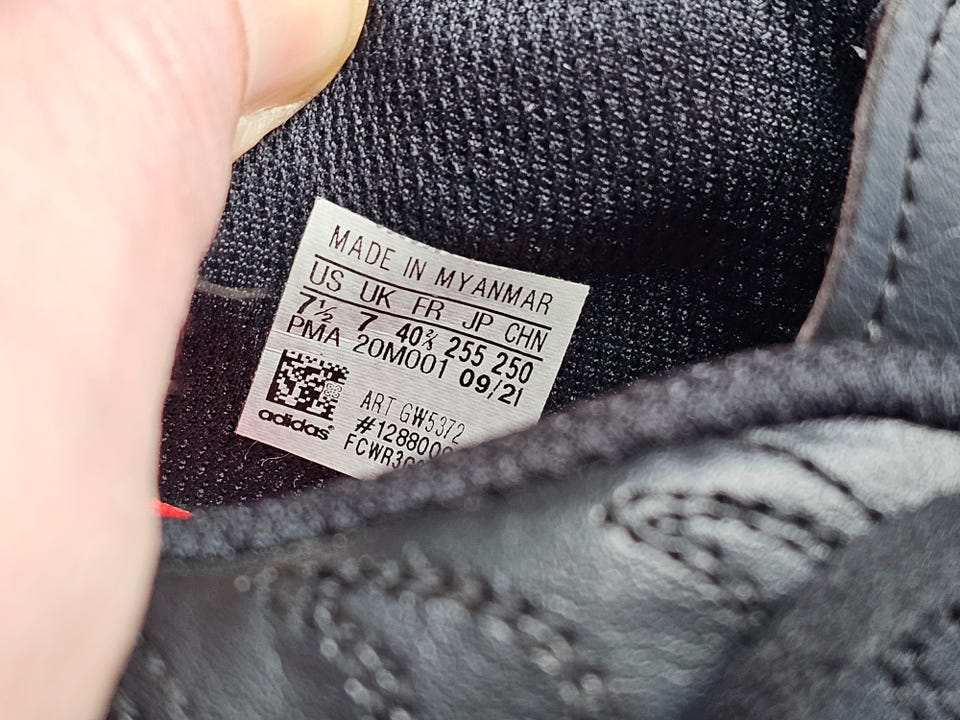 MADE IN MYANMAR
US UK FR JP CHN
7½ 7 40⅔ 255 250
PMA 20M001 09/21
adidas®
ART GW5372